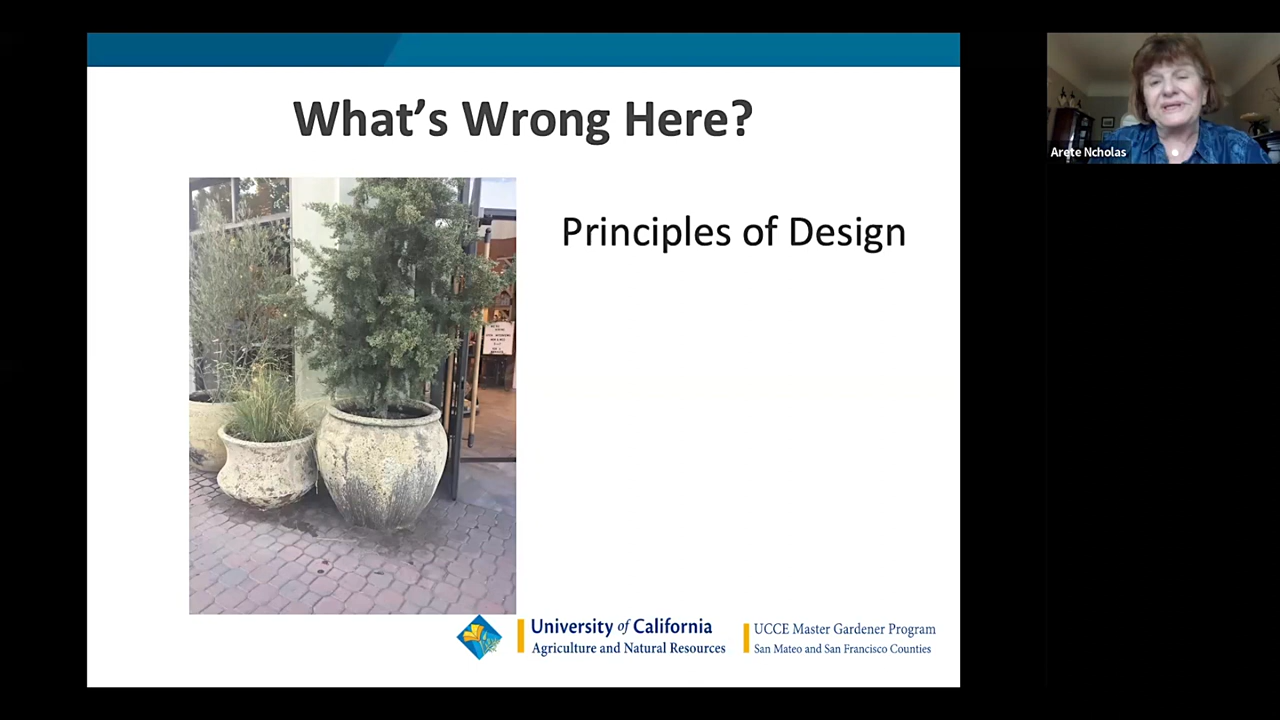 What's Wrong Here?
Principles of Design
Arete Ncholas
University of California
Agriculture and Natural Resources
UCCE Master Gardener Program
San Mateo and San Francisco Counties